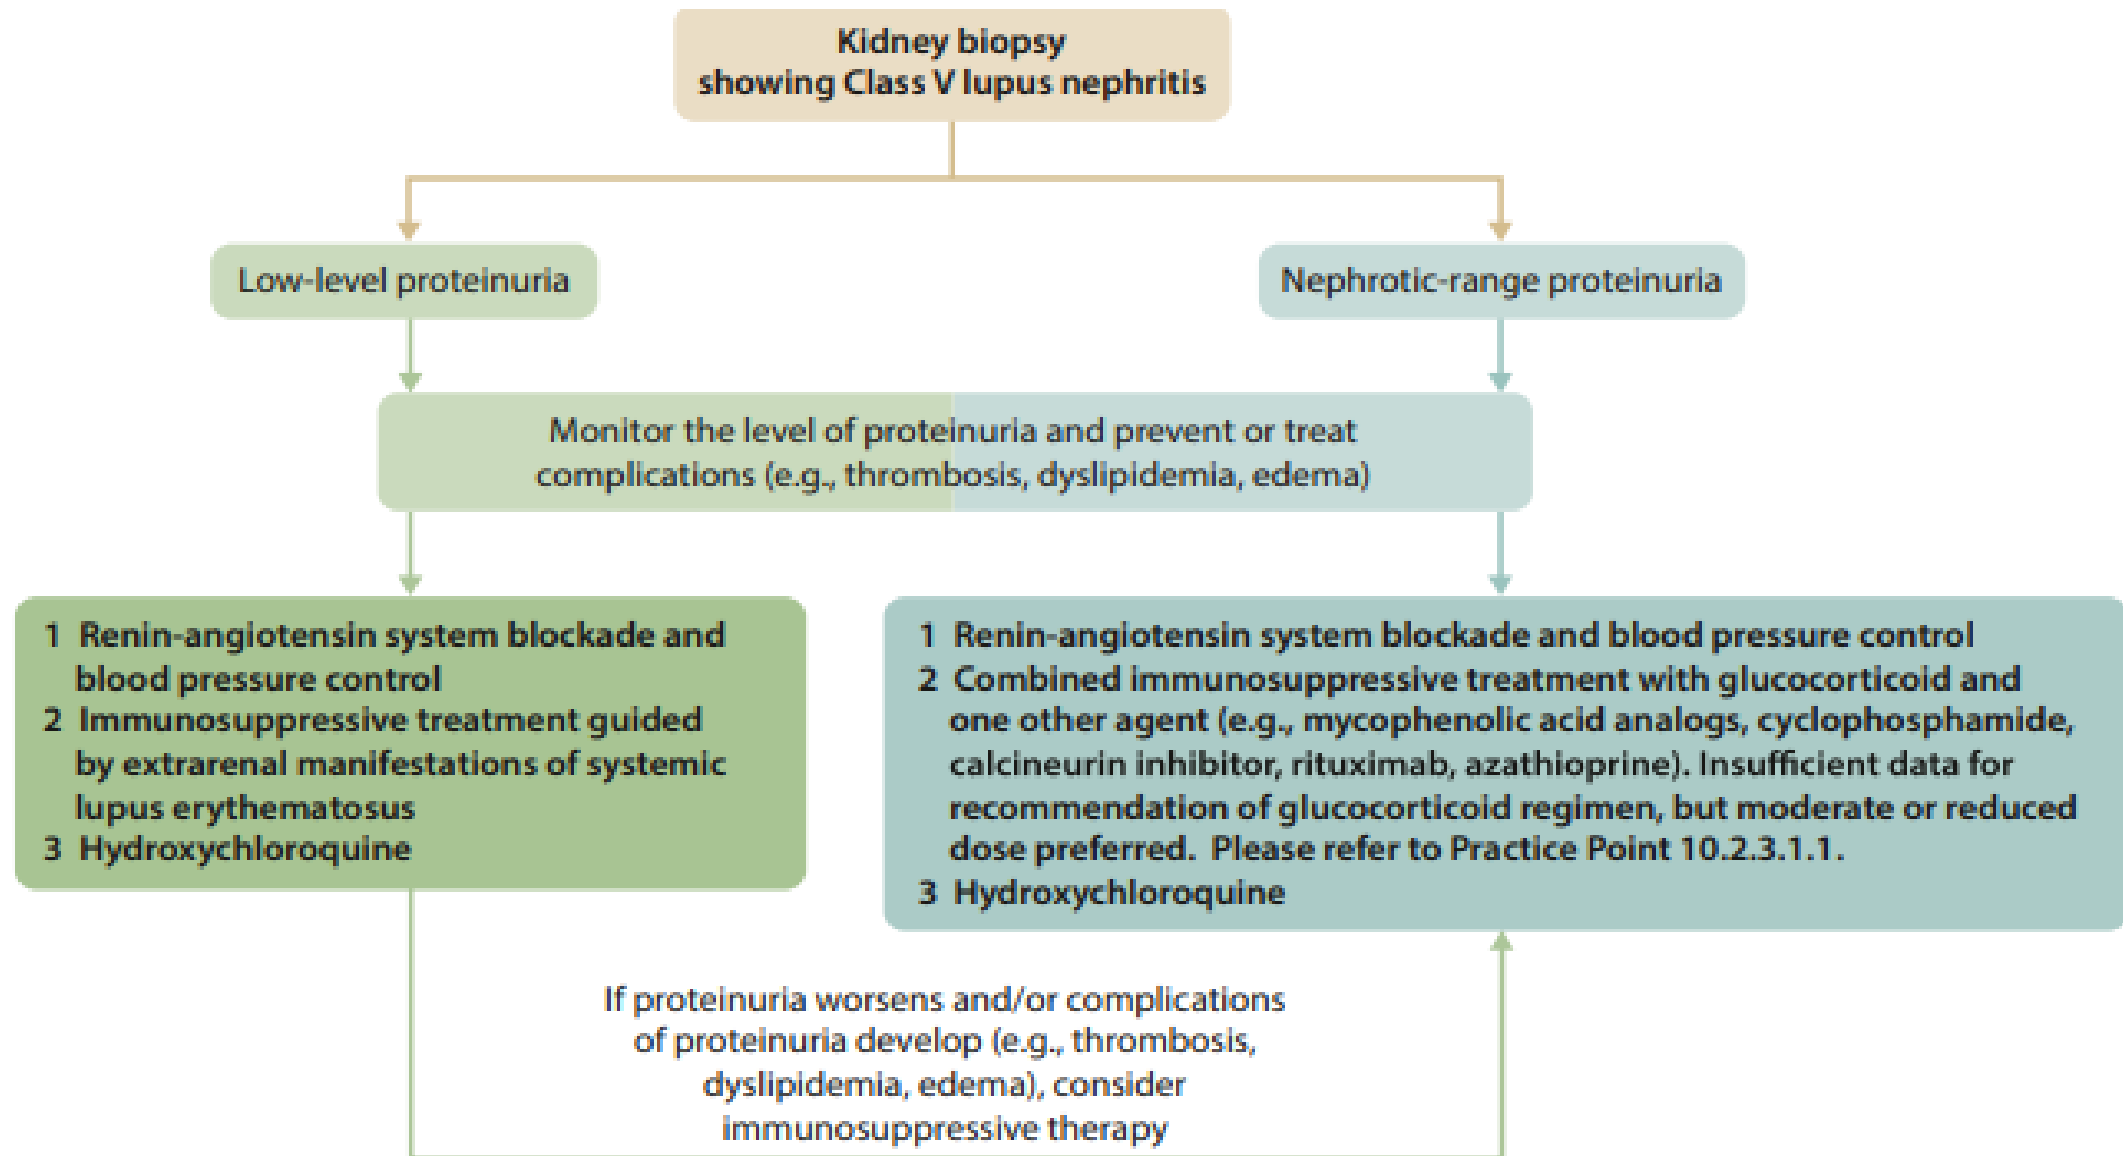 Kidney biopsy
showing Class V lupus nephritis
Low-level proteinuria
Nephrotic-range proteinuria
Monitor the level of proteinuria and prevent or treat
complications (e.g., thrombosis, dyslipidemia, edema)
1 Renin-angiotensin system blockade and
blood pressure control
2 Immunosuppressive treatment guided
by extrarenal manifestations of systemic
lupus erythematosus
3 Hydroxychloroquine
1 Renin-angiotensin system blockade and blood pressure control
2 Combined immunosuppressive treatment with glucocorticoid and
one other agent (e.g., mycophenolic acid analogs, cyclophosphamide,
calcineurin inhibitor, rituximab, azathioprine). Insufficient data for
recommendation of glucocorticoid regimen, but moderate or reduced
dose preferred. Please refer to Practice Point 10.2.3.1.1.
3 Hydroxychloroquine
If proteinuria worsens and/or complications
of proteinuria develop (e.g., thrombosis,
dyslipidemia, edema), consider
immunosuppressive therapy